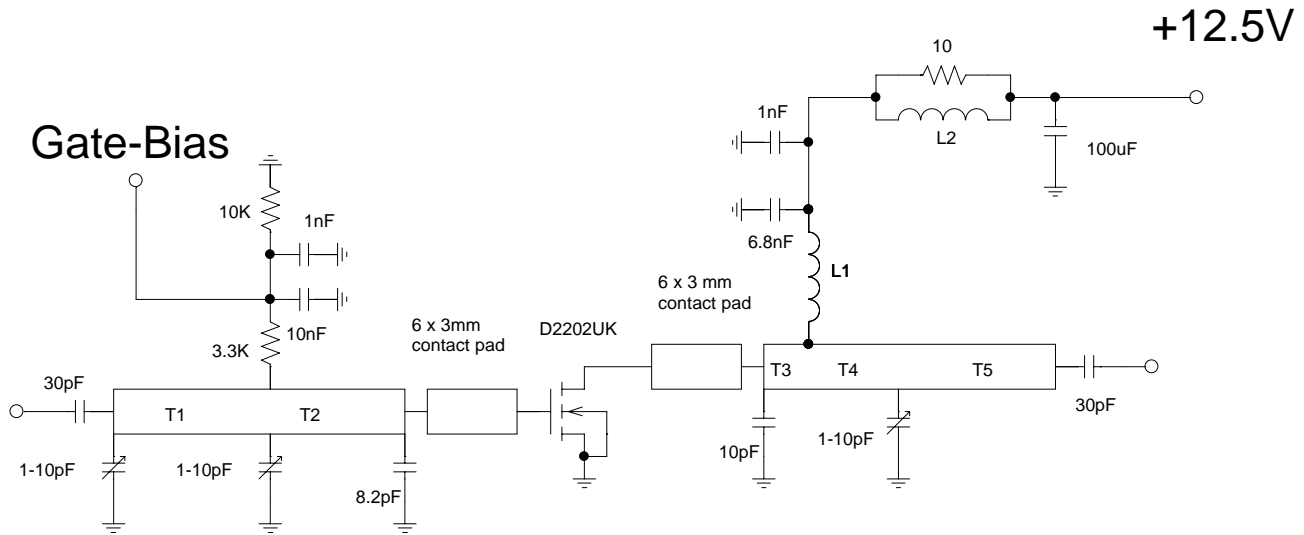 +12.5V
10
L2
1nF
100uF
Gate-Bias
10K
1nF
6.8nF
L1
6 x 3 mm
contact pad
10nF
3.3K
6 x 3mm
contact pad
D2202UK
30pF
T1
T2
T3
T4
T5
30pF
1-10pF
1-10pF
8.2pF
10pF
1-10pF